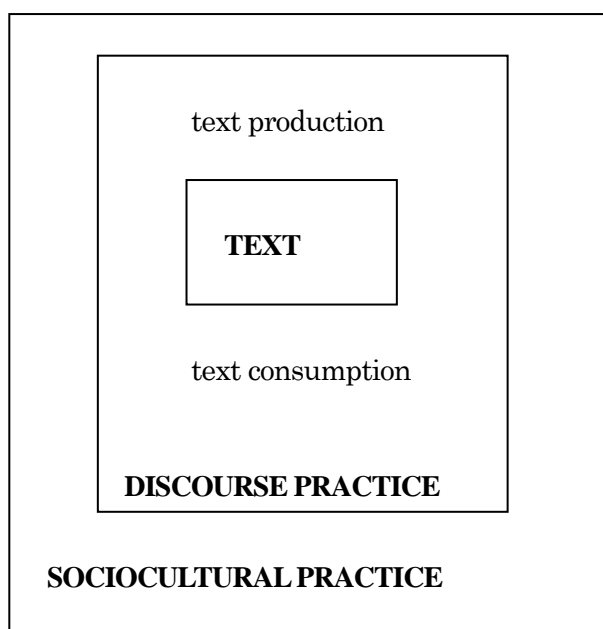 text production
TEXT
text consumption
DISCOURSE PRACTICE
SOCIOCULTURAL PRACTICE